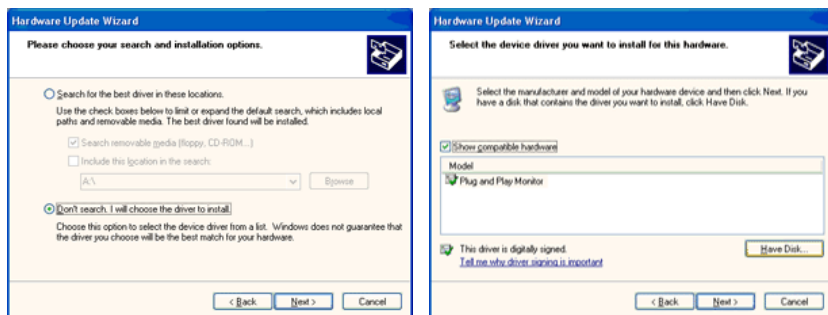 Hardware Update Wizard
Please choose your search and installation options.
Search for the best driver in these locations.
Use the check boxes below to limit or expand the default search, which includes local
paths and removable media. The best driver found will be installed.
Search removable media (floppy, CD-ROM...)
Include this location in the search:
A:\
Browse
Don't search. I will choose the driver to install.
Choose this option to select the device driver from a list. Windows does not guarantee that
the driver you choose will be the best match for your hardware.
< Back
Next >
Cancel
Hardware Update Wizard
Select the device driver you want to install for this hardware.
Select the manufacturer and model of your hardware device and then click Next. If you
have a disk that contains the driver you want to install, click Have Disk.
Show compatible hardware
Model
Plug and Play Monitor
This driver is digitally signed.
Tell me why driver signing is important
Have Disk...
< Back
Next >
Cancel